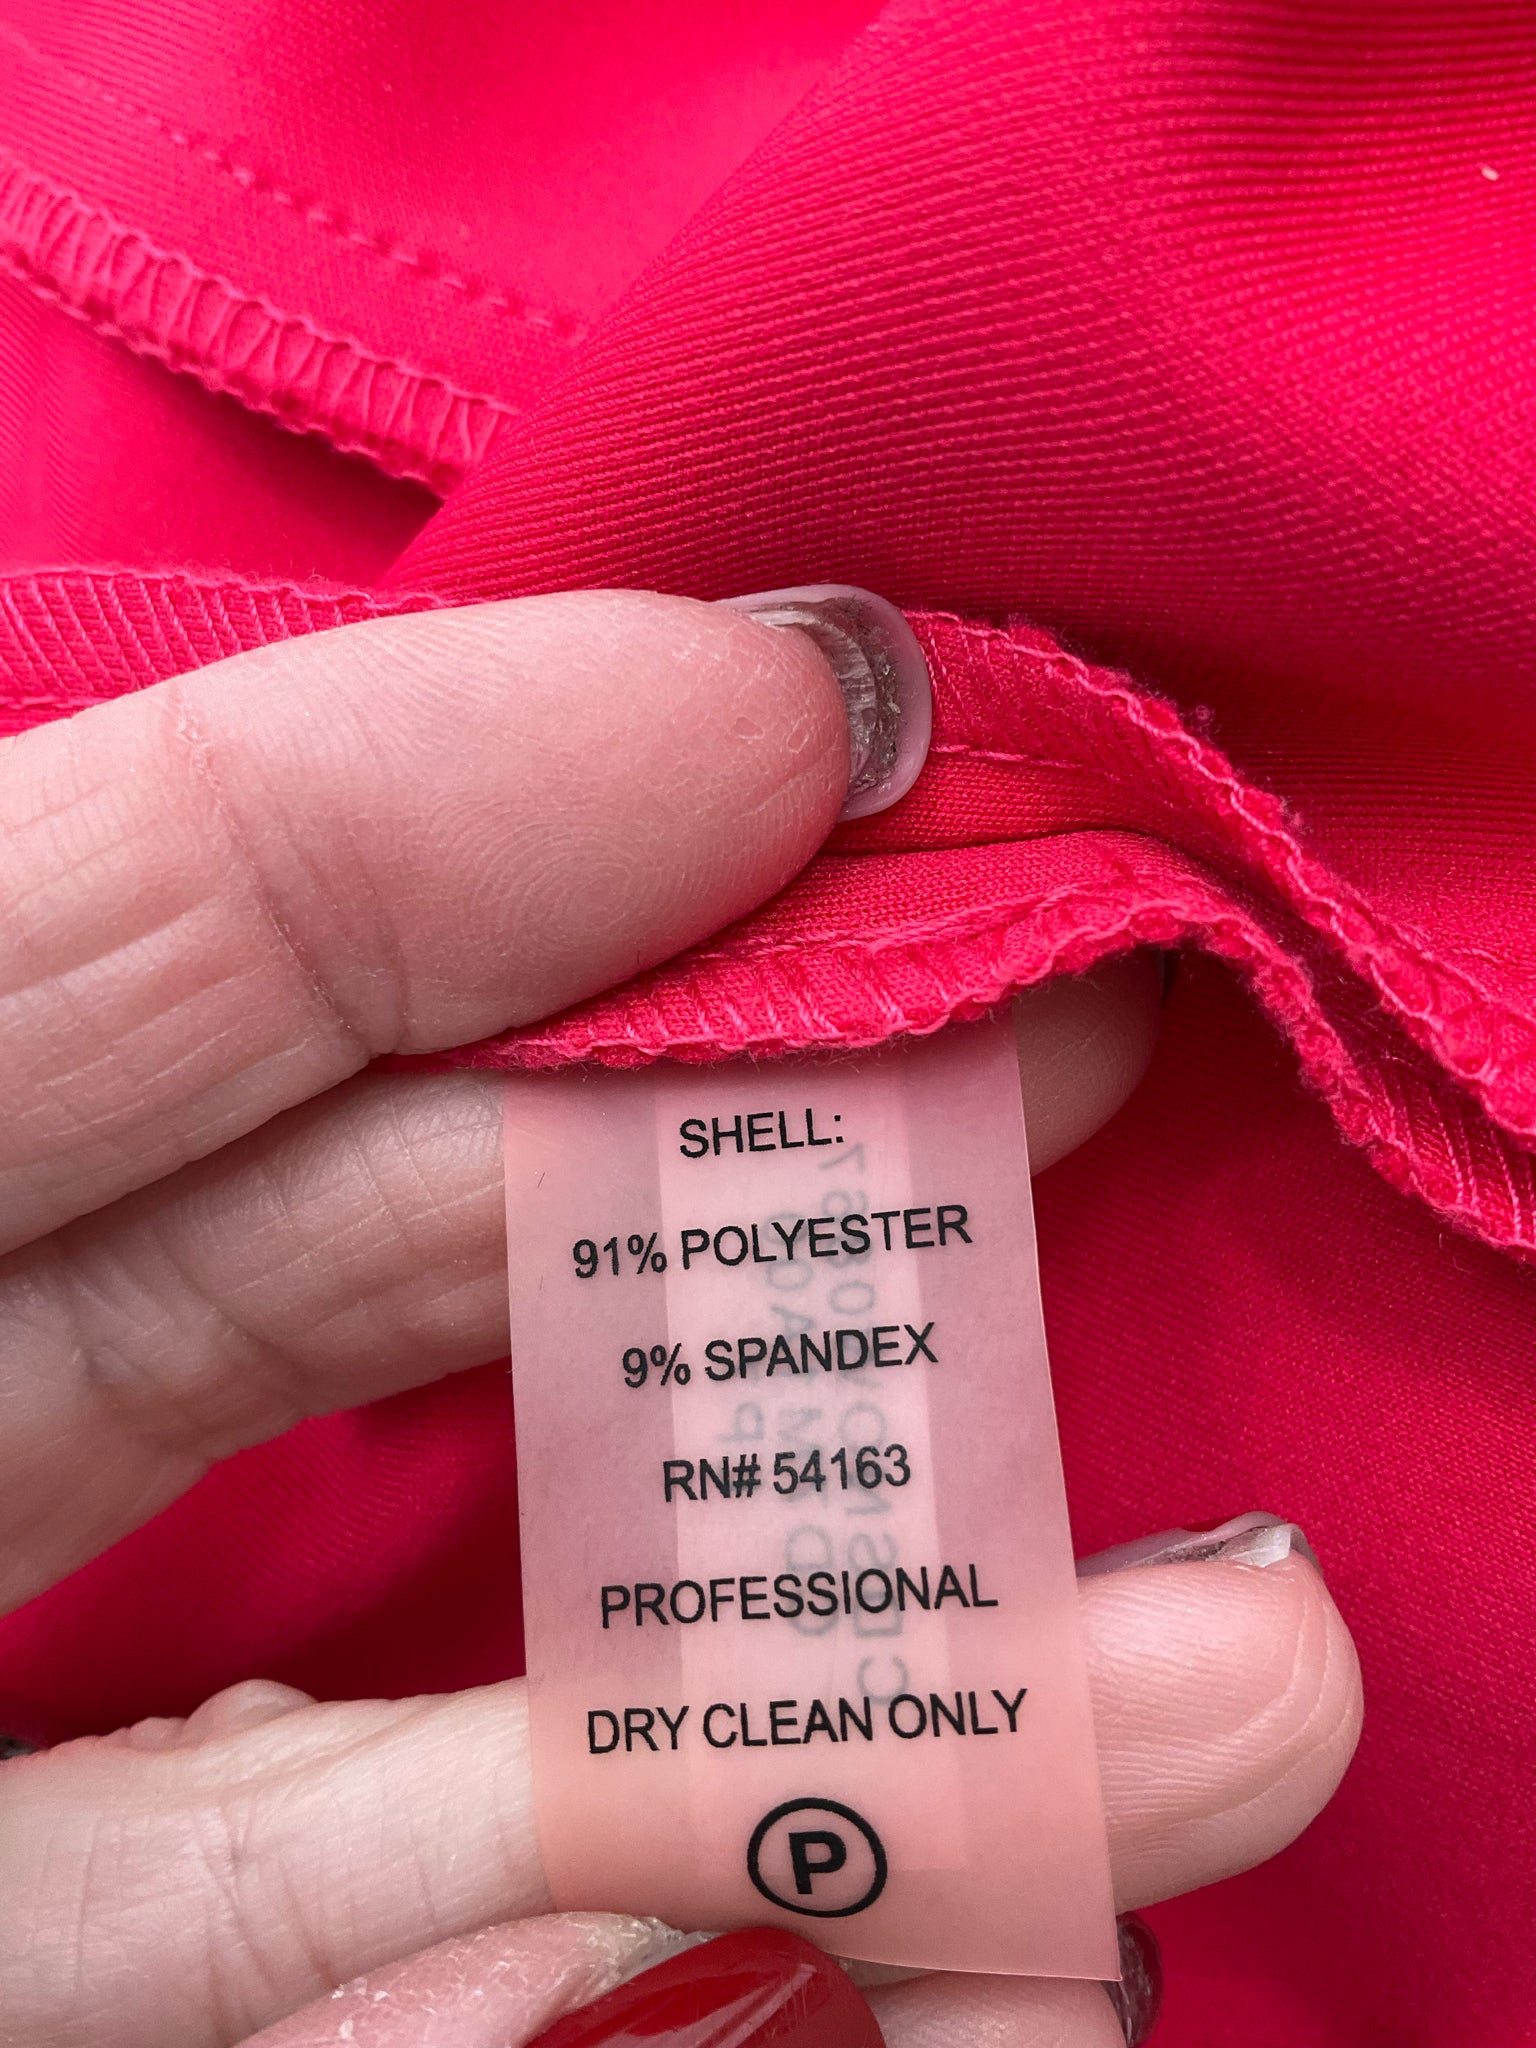 SHELL:
91% POLYESTER
9% SPANDEX
RN# 54163
PROFESSIONAL
DRY CLEAN ONLY
P